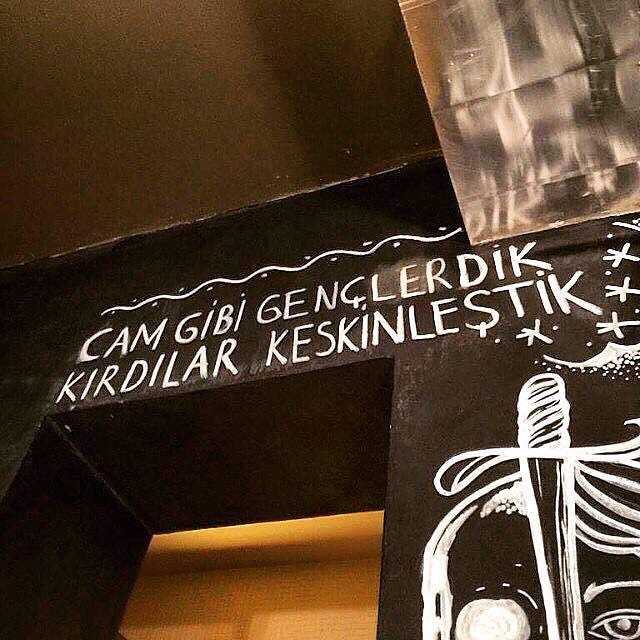 CAM GİBİ GENÇLERDİK
KIRDILAR KESKİNLEŞTİK